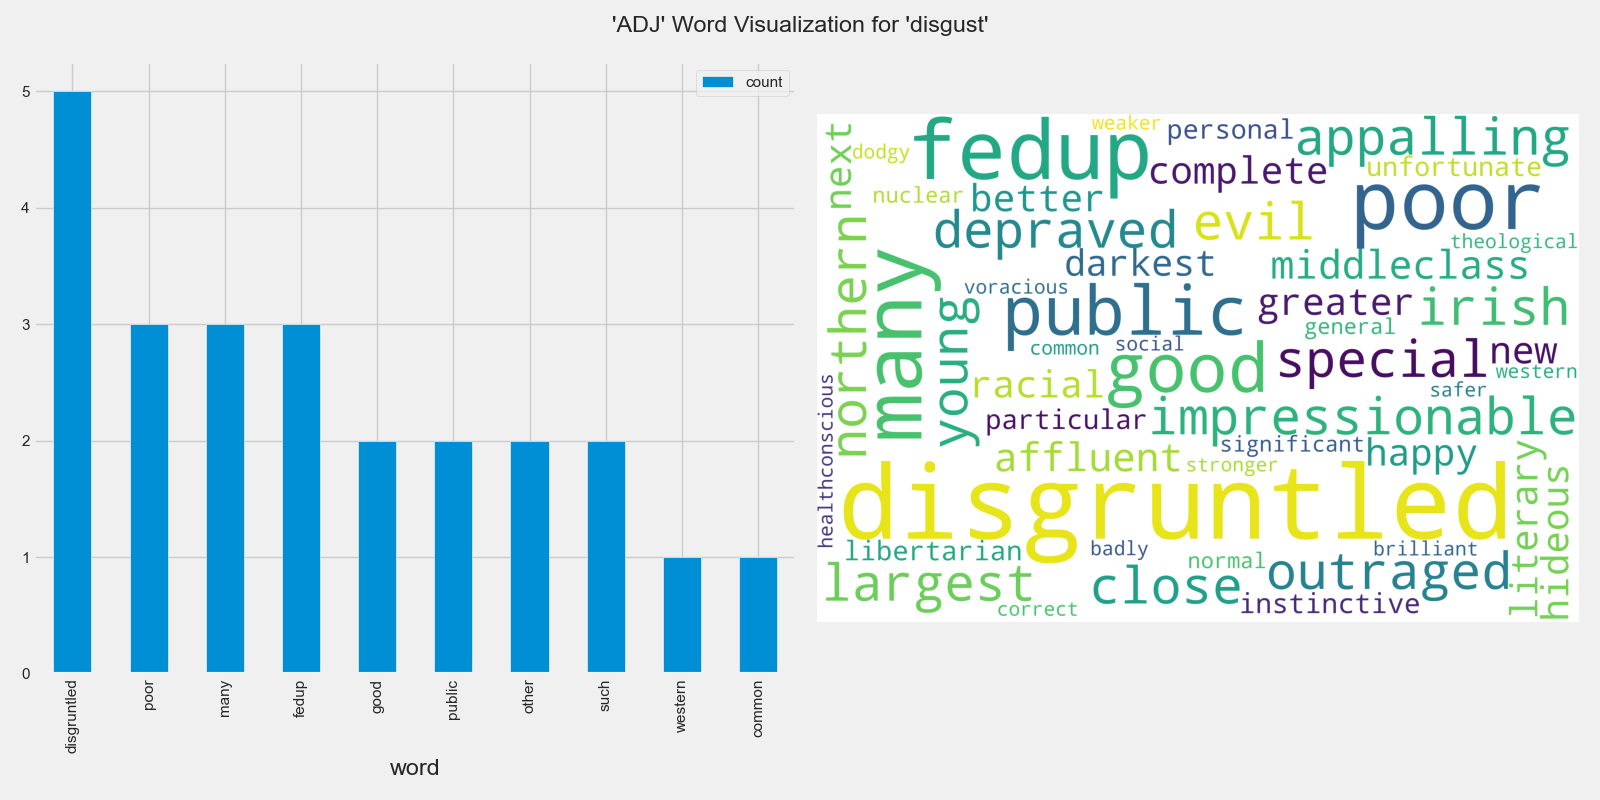 'ADJ' Word Visualization for 'disgust'
count
5
4
3
2
1
0
disgruntled
poor
many
fedup
good
public
other
such
western
common
word
weaker
personal
appalling
fedup
next
dodgy
complete
unfortunate
nuclear
better
poor
depraved
evil
theological
northern
many
darkest
middleclass
voracious
public
greater
irish
young
general
common
social
good
special
new
western
racial
safer
healthconscious
particular
impressionable
significant
happy
affluent
stronger
disgruntled
literary
hideous
libertarian
badly
brilliant
normal
outraged
largest
close
instinctive
correct